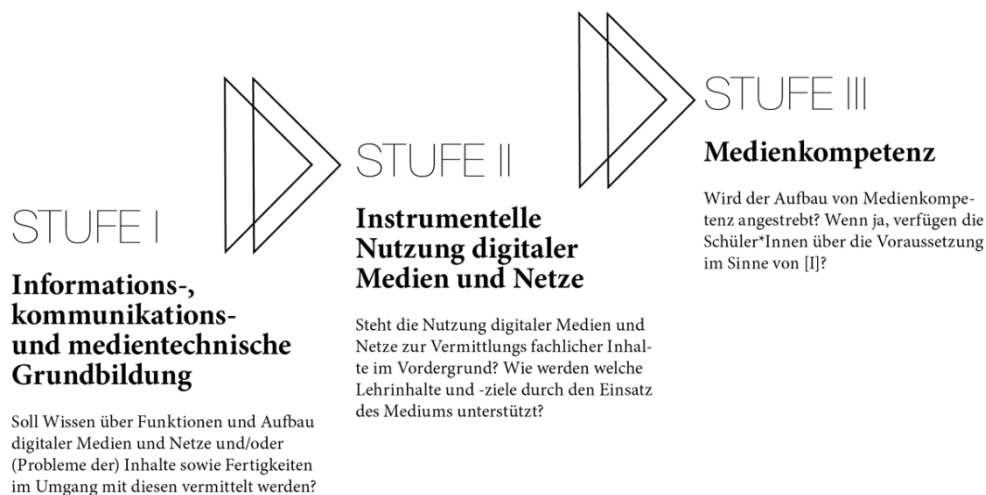 STUFE I
Informations-,
kommunikations-
und medientechnische
Grundbildung
Soll Wissen über Funktionen und Aufbau
digitaler Medien und Netze und/oder
(Probleme der) Inhalte sowie Fertigkeiten
im Umgang mit diesen vermittelt werden?
STUFE II
Instrumentelle
Nutzung digitaler
Medien und Netze
Steht die Nutzung digitaler Medien und
Netze zur Vermittlungs fachlicher Inhal-
te im Vordergrund? Wie werden welche
Lehrinhalte und -ziele durch den Einsatz
des Mediums unterstützt?
STUFE III
Medienkompetenz
Wird der Aufbau von Medienkompe-
tenz angestrebt? Wenn ja, verfügen die
Schüler*Innen über die Voraussetzung
im Sinne von [I]?